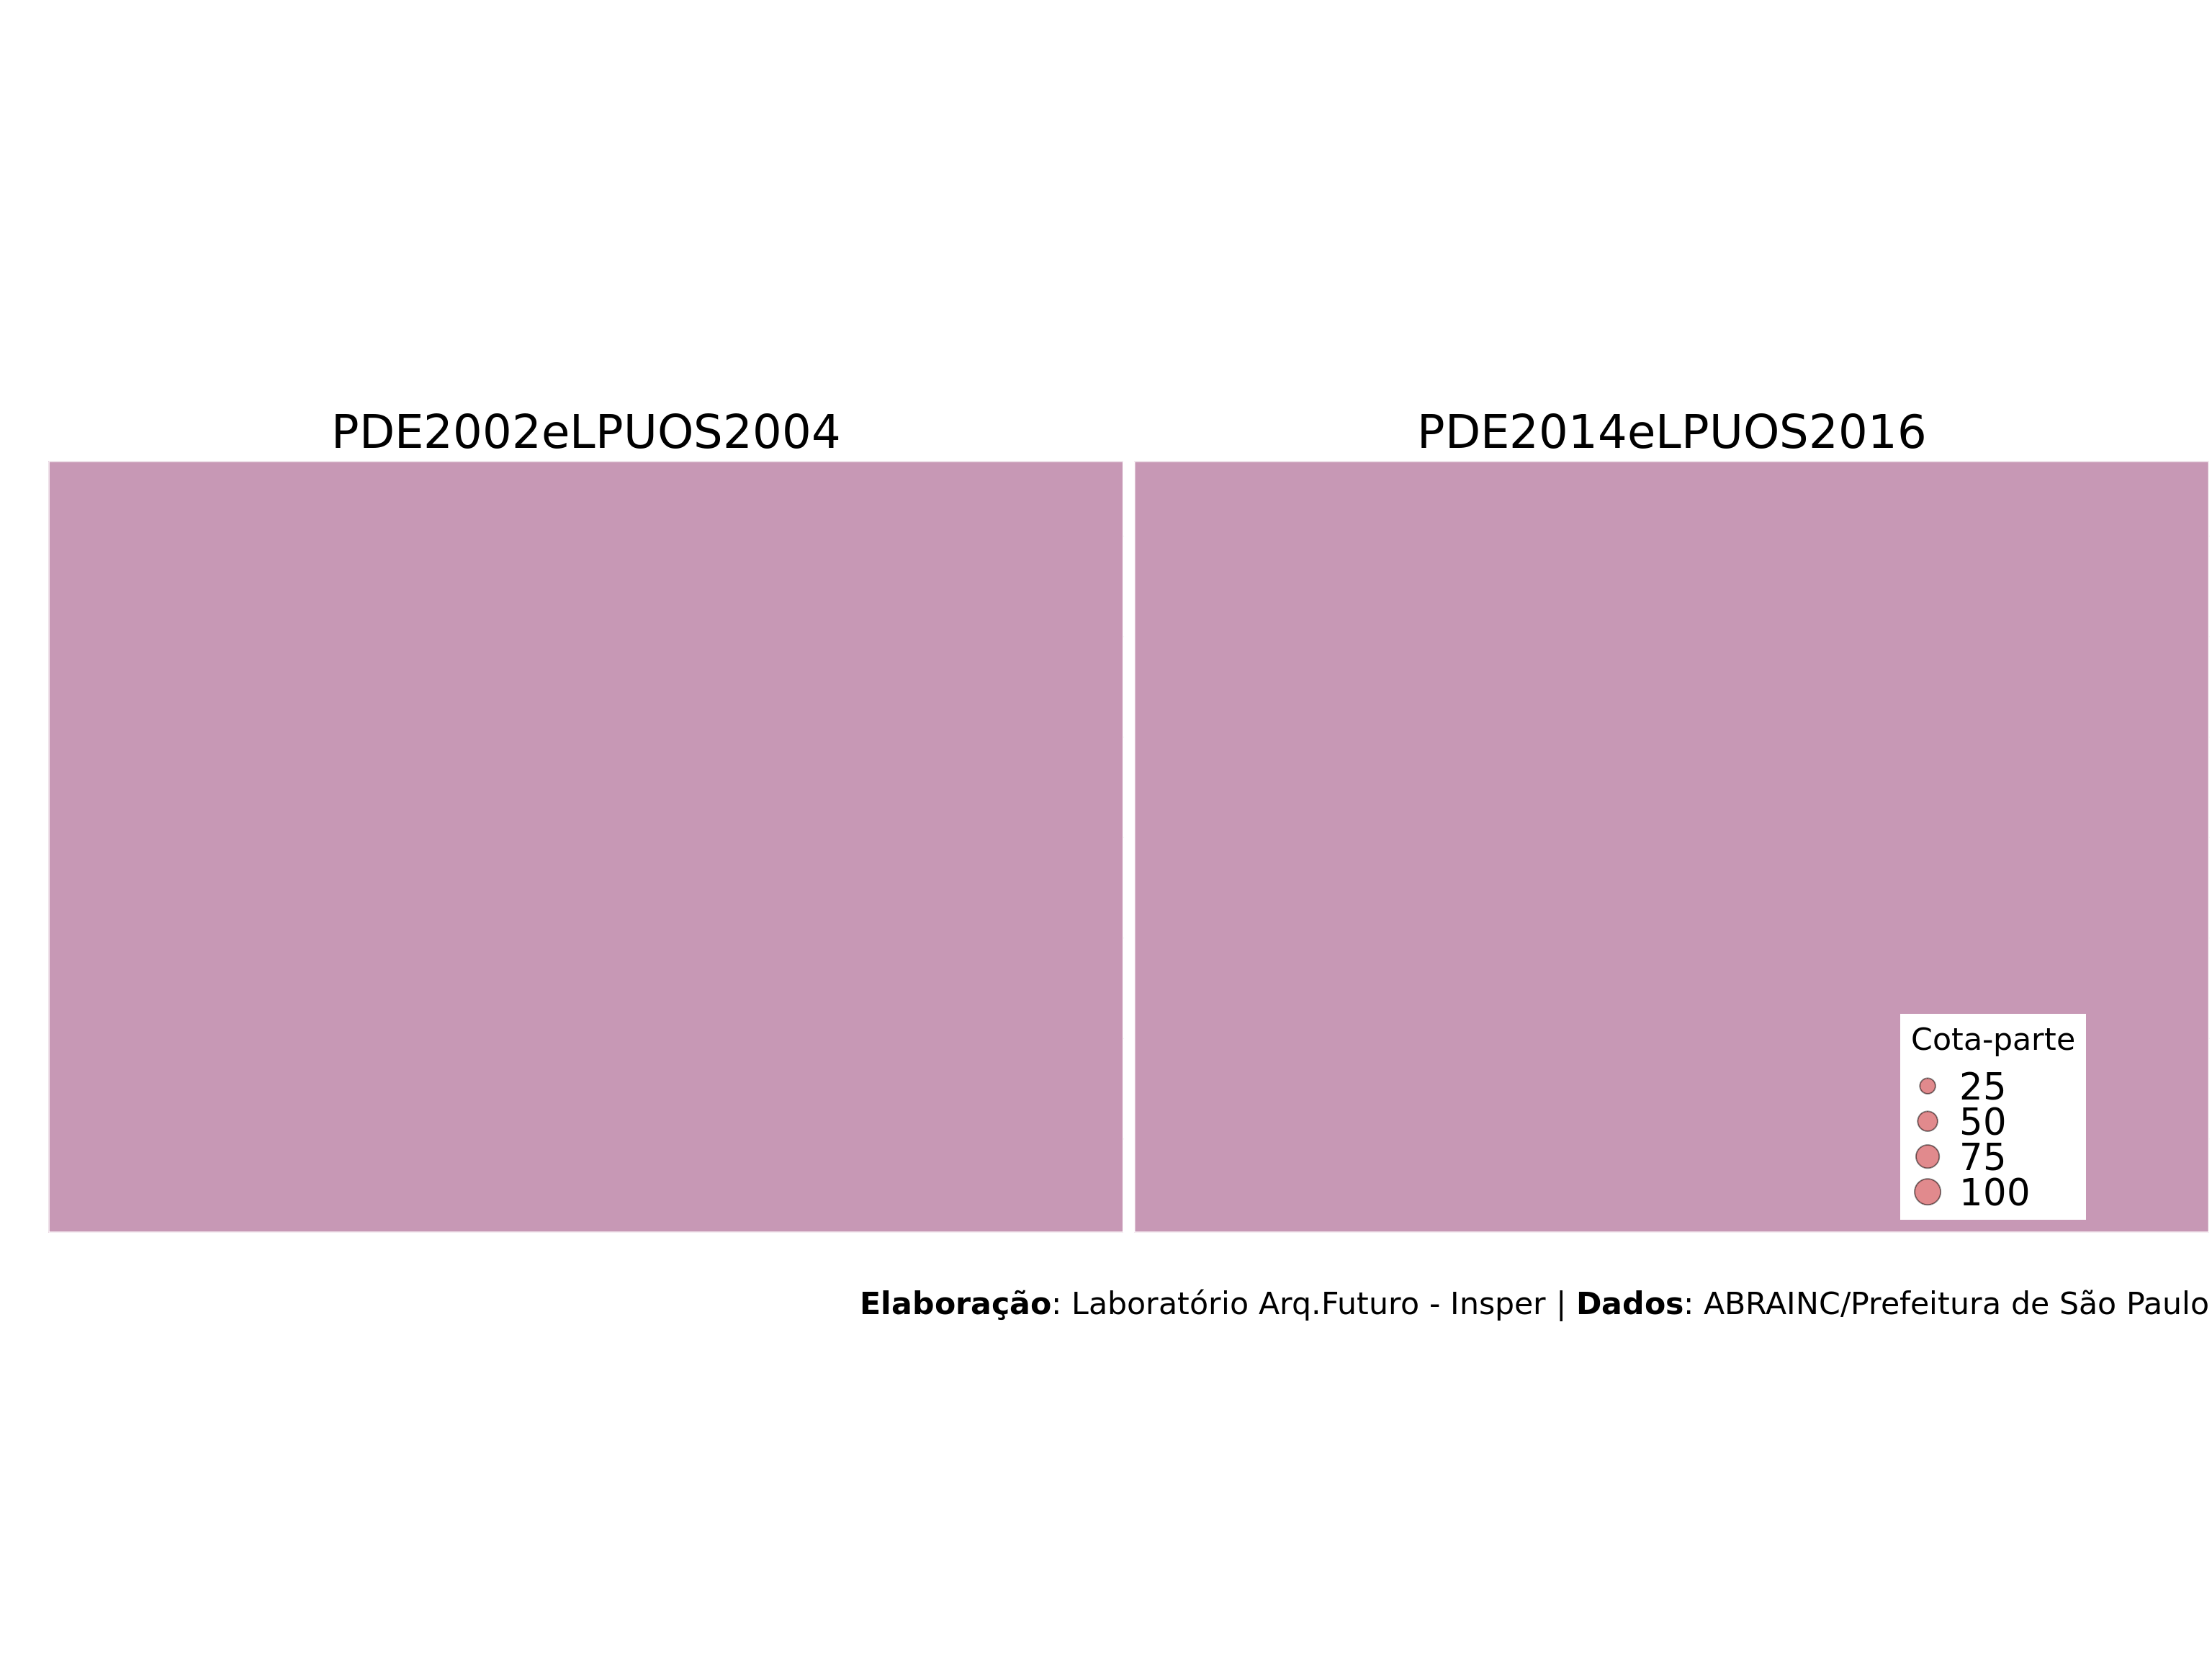 PDE2002eLPUOS2004
PDE2014eLPUOS2016
Cota-parte
25
50
75
100
Elaboração: Laboratório Arq.Futuro - Insper | Dados: ABRAINC/Prefeitura de São Paulo